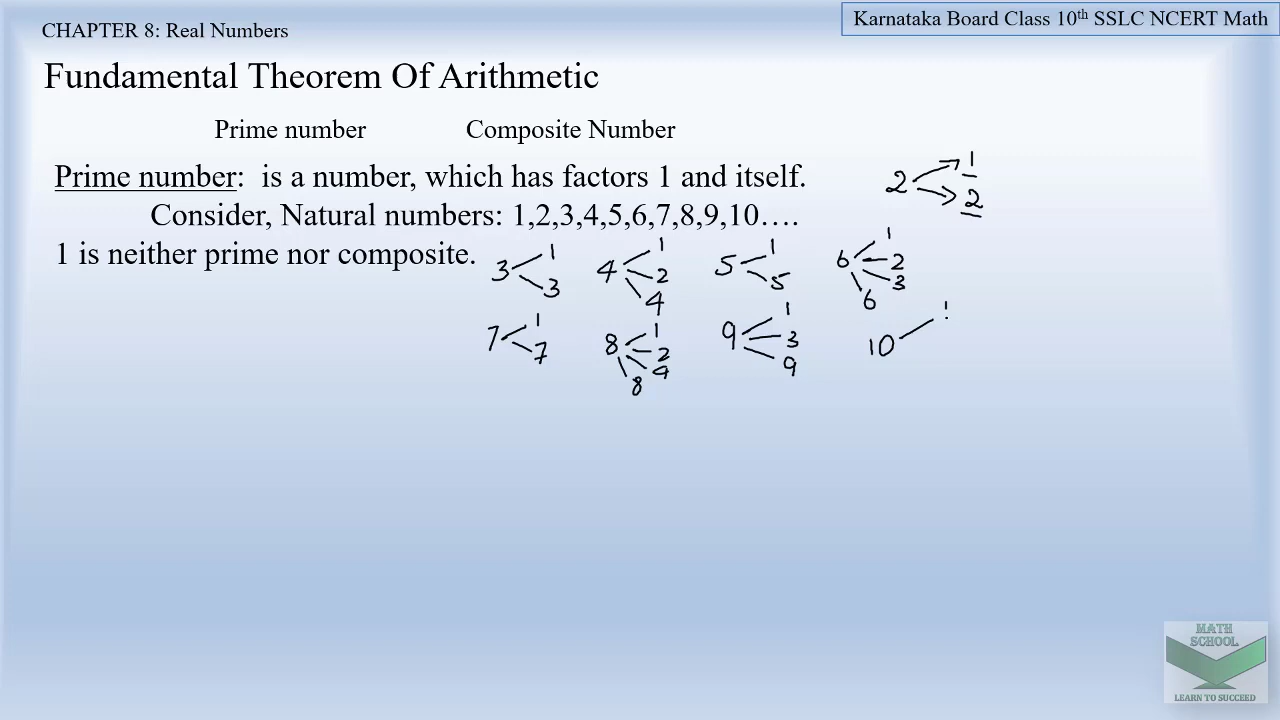 CHAPTER 8: Real Numbers
Karnataka Board Class 10th SSLC NCERT Math
Fundamental Theorem Of Arithmetic
Prime number Composite Number
Prime number: is a number, which has factors 1 and itself.
2 1 2
Consider, Natural numbers: 1,2,3,4,5,6,7,8,9,10….
1 is neither prime nor composite.
3 1 3
4 1 2 4
5 1 5
6 1 2 3 6
7 1 7
8 1 2 4 8
9 1 3 9
10 1
MATH
SCHOOL
LEARN TO SUCCEED